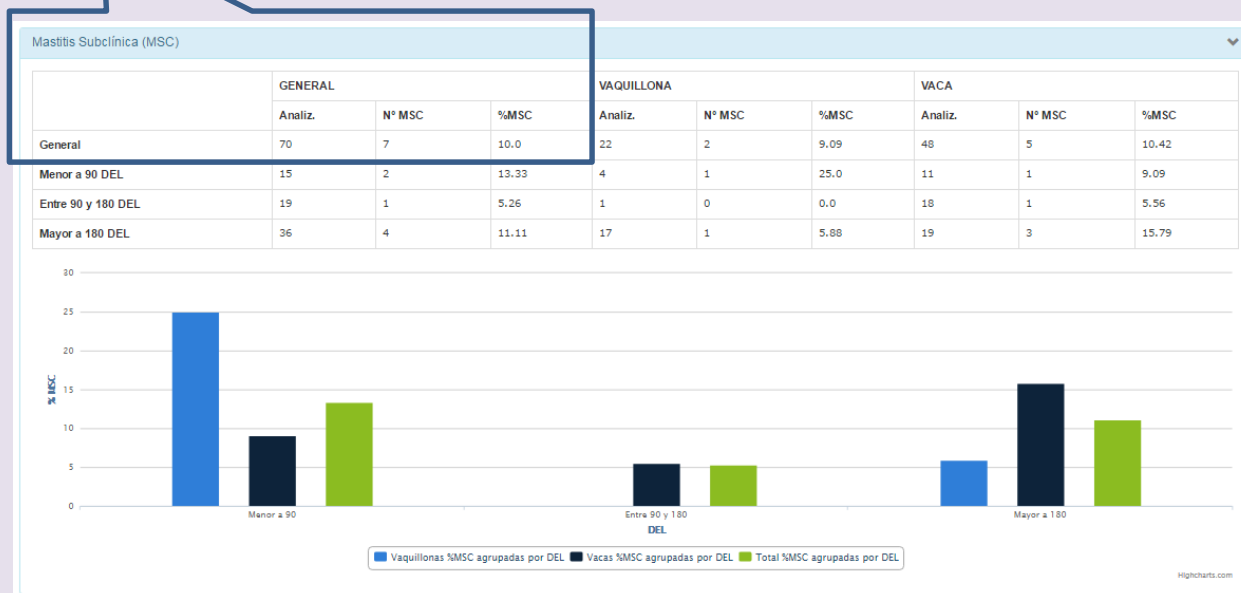 Mastitis Subclínica (MSC)
GENERAL VAQUILLONA VACA
Analiz. N° MSC %MSC Analiz. N° MSC %MSC Analiz. N° MSC %MSC
General 70 7 10.0 22 2 9.09 48 5 10.42
Menor a 90 DEL 15 2 13.33 4 1 25.0 11 1 9.09
Entre 90 y 180 DEL 19 1 5.26 1 0 0.0 18 1 5.56
Mayor a 180 DEL 36 4 11.11 17 1 5.88 19 3 15.79
30
25
20
15
10
5
0
% MSC
Menor a 90 Entre 90 y 180 Mayor a 180
DEL
Vaquillonas %MSC agrupadas por DEL Vacas %MSC agrupadas por DEL Total %MSC agrupadas por DEL
Highcharts.com